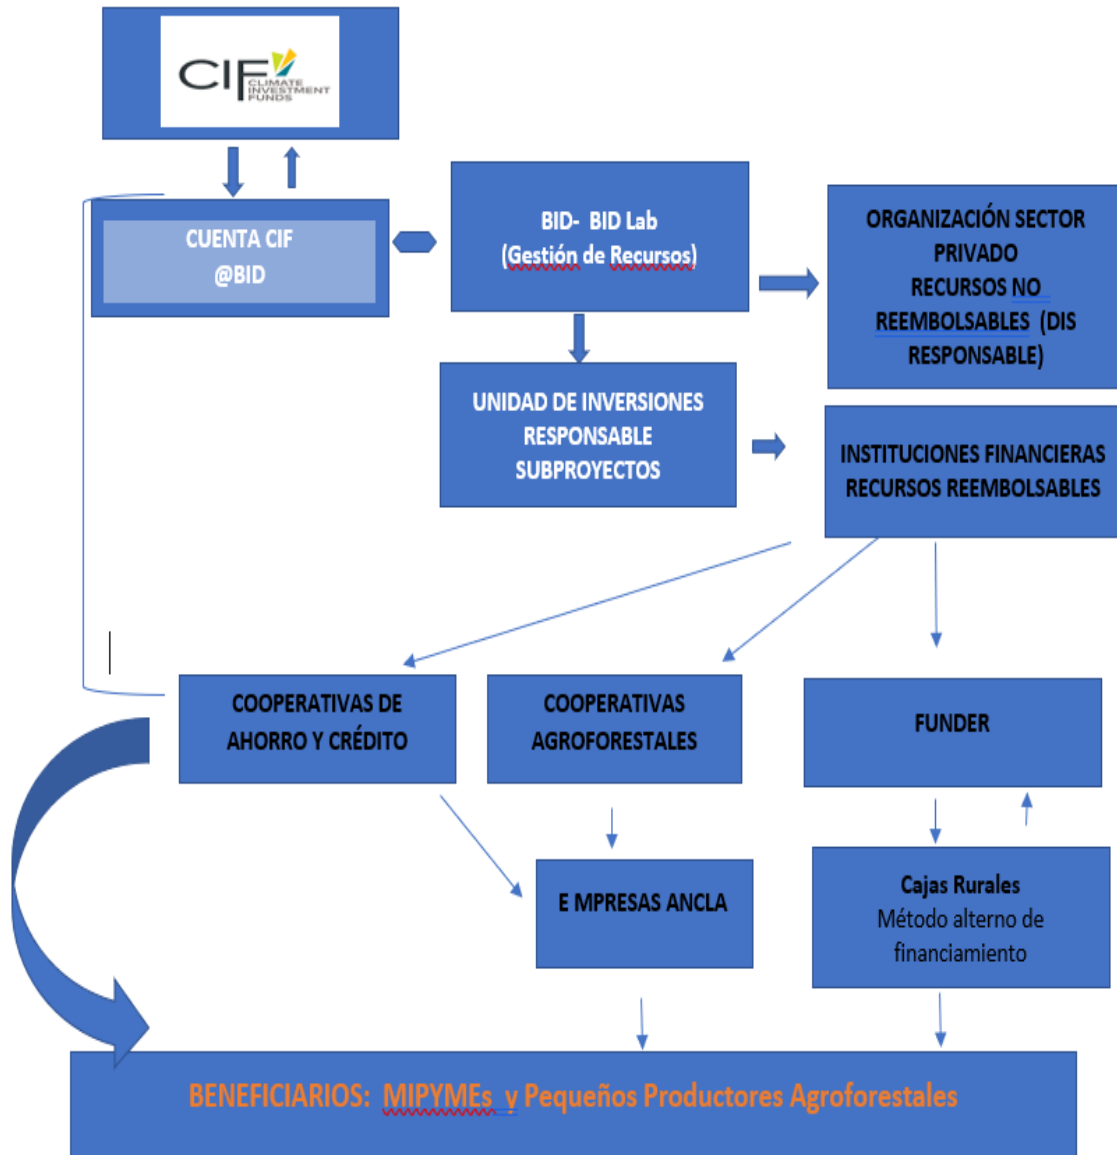 CIF
CLIMATE
INVESTMENT
FUNDS
CUENTA CIF
@BID
BID- BID Lab
(Gestión de Recursos)
ORGANIZACIÓN SECTOR
PRIVADO
RECURSOS NO
REEMBOLSABLES (DIS
RESPONSABLE)
UNIDAD DE INVERSIONES
RESPONSABLE
SUBPROYECTOS
INSTITUCIONES FINANCIERAS
RECURSOS REEMBOLSABLES
COOPERATIVAS DE
AHORRO Y CRÉDITO
COOPERATIVAS
AGROFORESTALES
FUNDER
E MPRESAS ANCLA
Cajas Rurales
Método alterno de
financiamiento
BENEFICIARIOS: MIPYMEs y Pequeños Productores Agroforestales